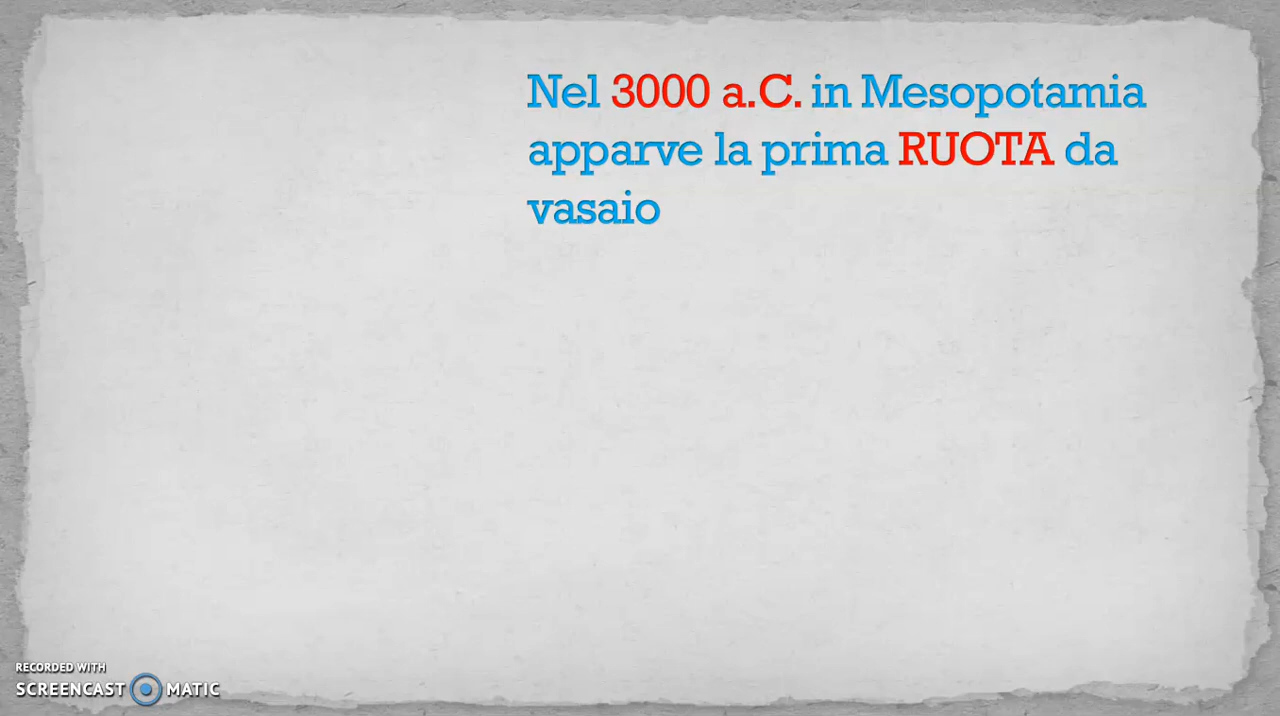 Nel 3000 a.C. in Mesopotamia
apparve la prima RUOTA da
vasaio
RECORDED WITH
SCREENCAST MATIC